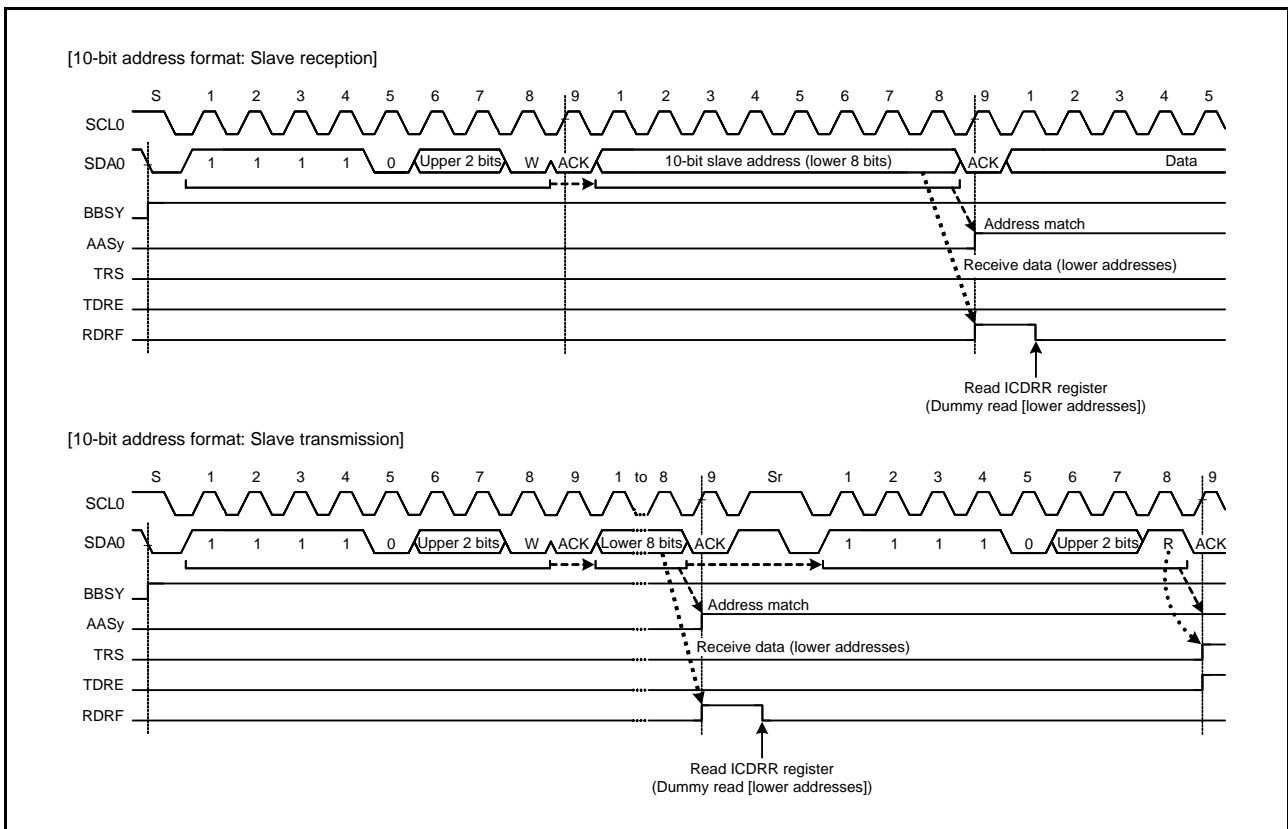 [10-bit address format: Slave reception]
S 1 2 3 4 5 6 7 8 9 1 2 3 4 5 6 7 8 9 1 2 3 4 5
SCL0
SDA0 1 1 1 1 0 Upper 2 bits W ACK 10-bit slave address (lower 8 bits) ACK Data
BBSY
Address match
AASy
Receive data (lower addresses)
TRS
TDRE
RDRF
Read ICDRR register
(Dummy read [lower addresses])
[10-bit address format: Slave transmission]
S 1 2 3 4 5 6 7 8 9 1 to 8 9 Sr 1 2 3 4 5 6 7 8 9
SCL0
SDA0 1 1 1 1 0 Upper 2 bits W ACK Lower 8 bits ACK 1 1 1 1 0 Upper 2 bits R ACK
BBSY
Address match
AASy
Receive data (lower addresses)
TRS
TDRE
RDRF
Read ICDRR register
(Dummy read [lower addresses])